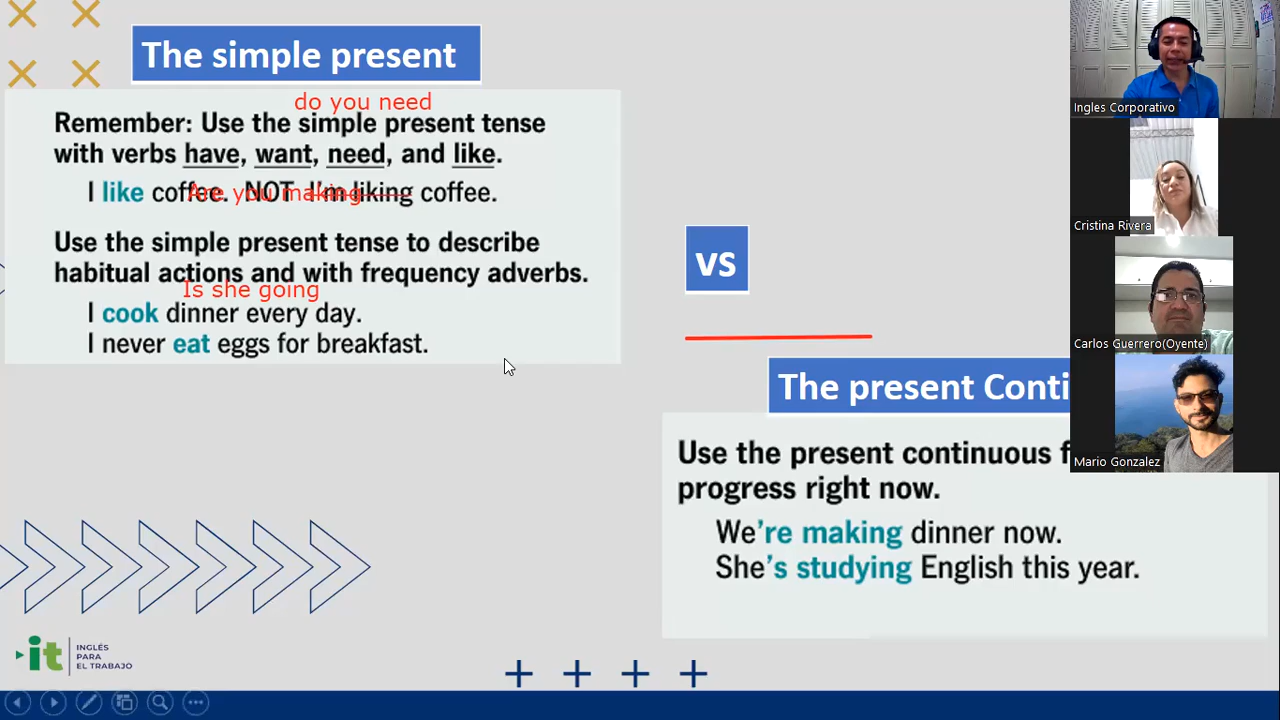 The simple present
do you need
Remember: Use the simple present tense
with verbs have, want, need, and like.
I like coffee. NOT I'm liking coffee.
Are you making
Use the simple present tense to describe
habitual actions and with frequency adverbs.
Is she going
I cook dinner every day.
I never eat eggs for breakfast.
vs
The present Conti
Use the present continuous f
progress right now.
We're making dinner now.
She's studying English this year.
it
INGLÉS
PARA
EL TRABAJO
Ingles Corporativo
Cristina Rivera
Carlos Guerrero(Oyente)
Mario Gonzalez